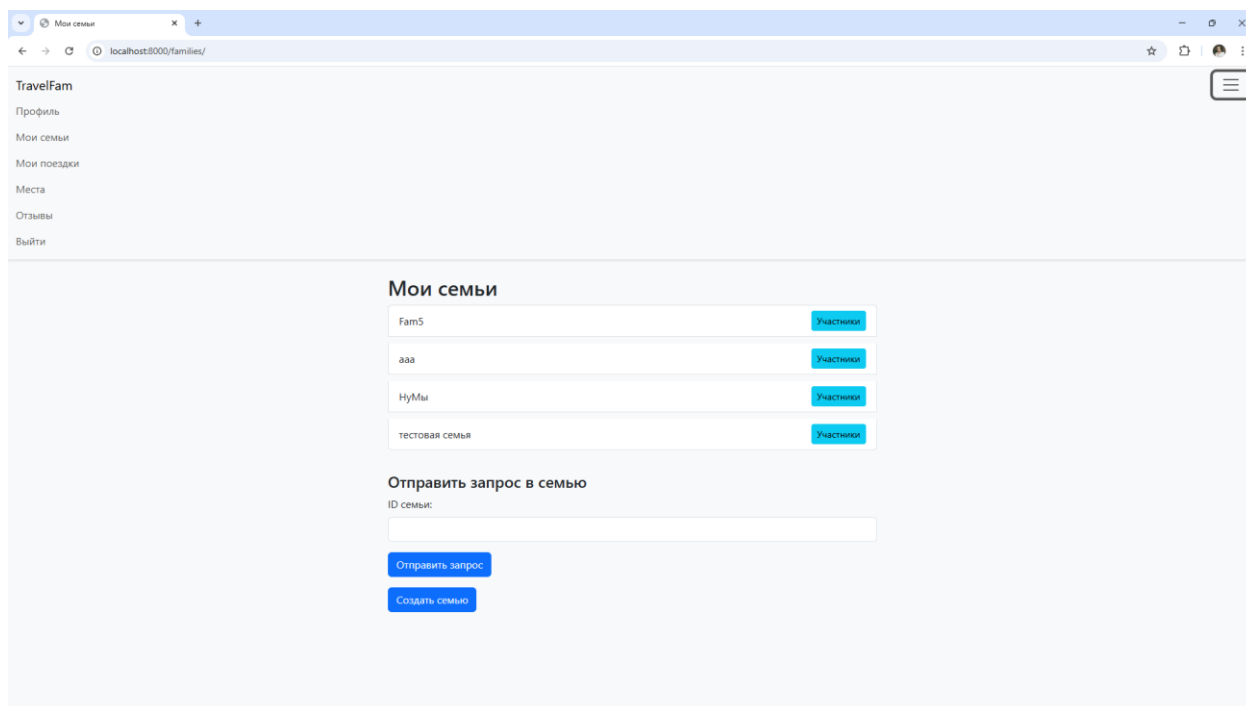 Мои семьи
localhost:8000/families/
TravelFam
Профиль
Мои семьи
Мои поездки
Места
Отзывы
Выйти
Мои семьи
Fam5 Участники
aaa Участники
НуМы Участники
тестовая семья Участники
Отправить запрос в семью
ID семьи:
Отправить запрос
Создать семью